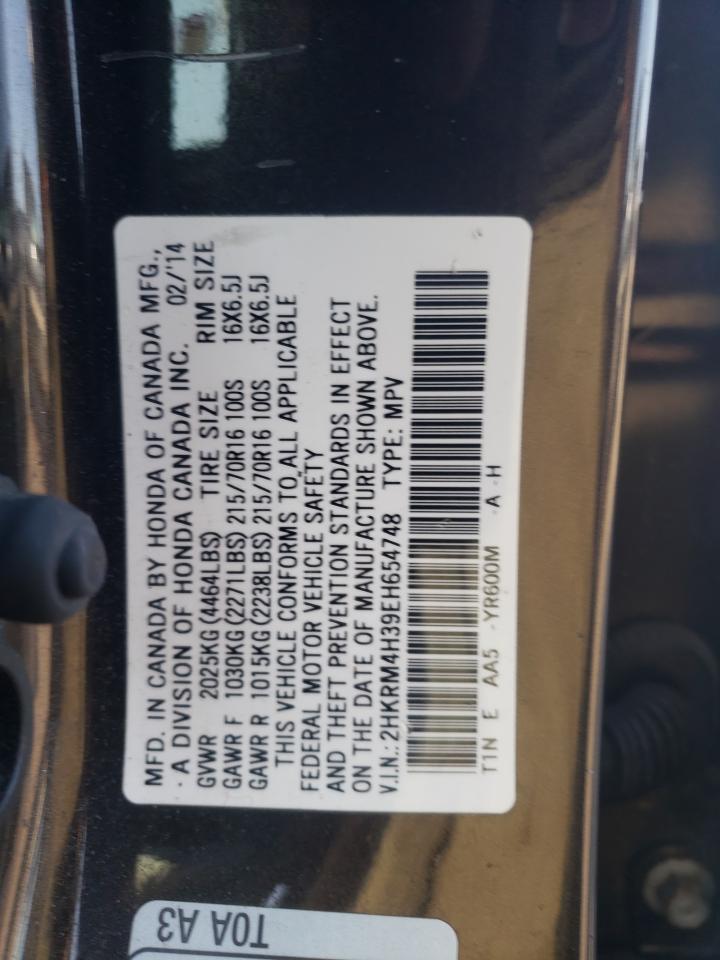 MFD. IN CANADA BY HONDA OF CANADA MFG.,
A DIVISION OF HONDA CANADA INC. 02/'14
GVWR 2025KG(4464LBS) TIRE SIZE RIM SIZE
GAWR F 1030KG(2271LBS) 215/70R16 100S 16X6.5J
GAWR R 1015KG(2238LBS) 215/70R16 100S 16X6.5J
THIS VEHICLE CONFORMS TO ALL APPLICABLE
FEDERAL MOTOR VEHICLE SAFETY
AND THEFT PREVENTION STANDARDS IN EFFECT
ON THE DATE OF MANUFACTURE SHOWN ABOVE.
V.I.N.: 2HKRM4H39EH654748 TYPE: MPV
T1N E AA5 -YR600M -A -H
TOA A3